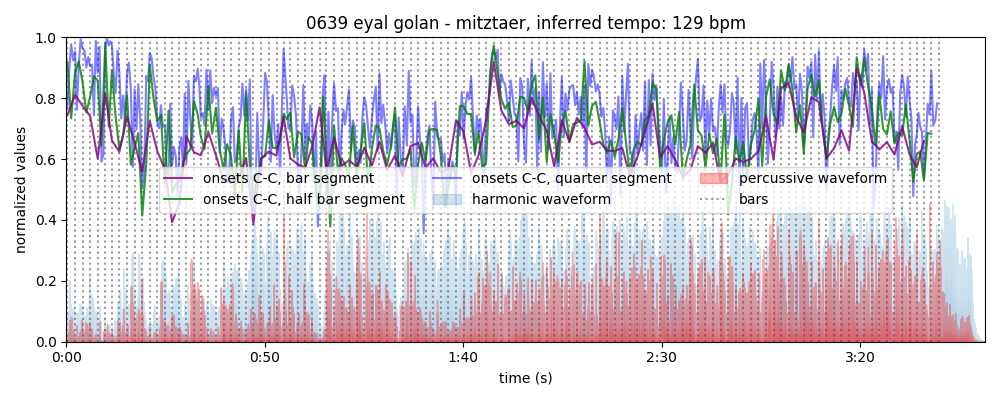 0639 eyal golan - mitztaer, inferred tempo: 129 bpm
normalized values
1.0
0.8
0.6
0.4
0.2
0.0
onsets C-C, bar segment
onsets C-C, half bar segment
onsets C-C, quarter segment
harmonic waveform
percussive waveform
bars
0:00 0:50 1:40 2:30 3:20
time (s)